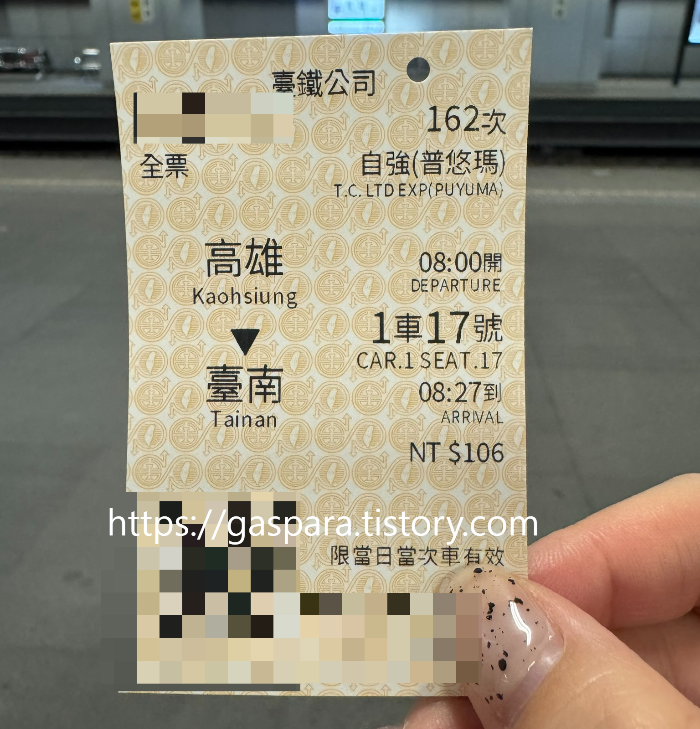 臺鐵公司
162次
全票
自強(普悠瑪)
T.C. LTD EXP(PUYUMA)
高雄
Kaohsiung
08:00開
DEPARTURE
1車17號
CAR.1 SEAT.17
臺南
Tainan
08:27到
ARRIVAL
NT $106
https://gaspara.tistory.com
限當日當次車有效